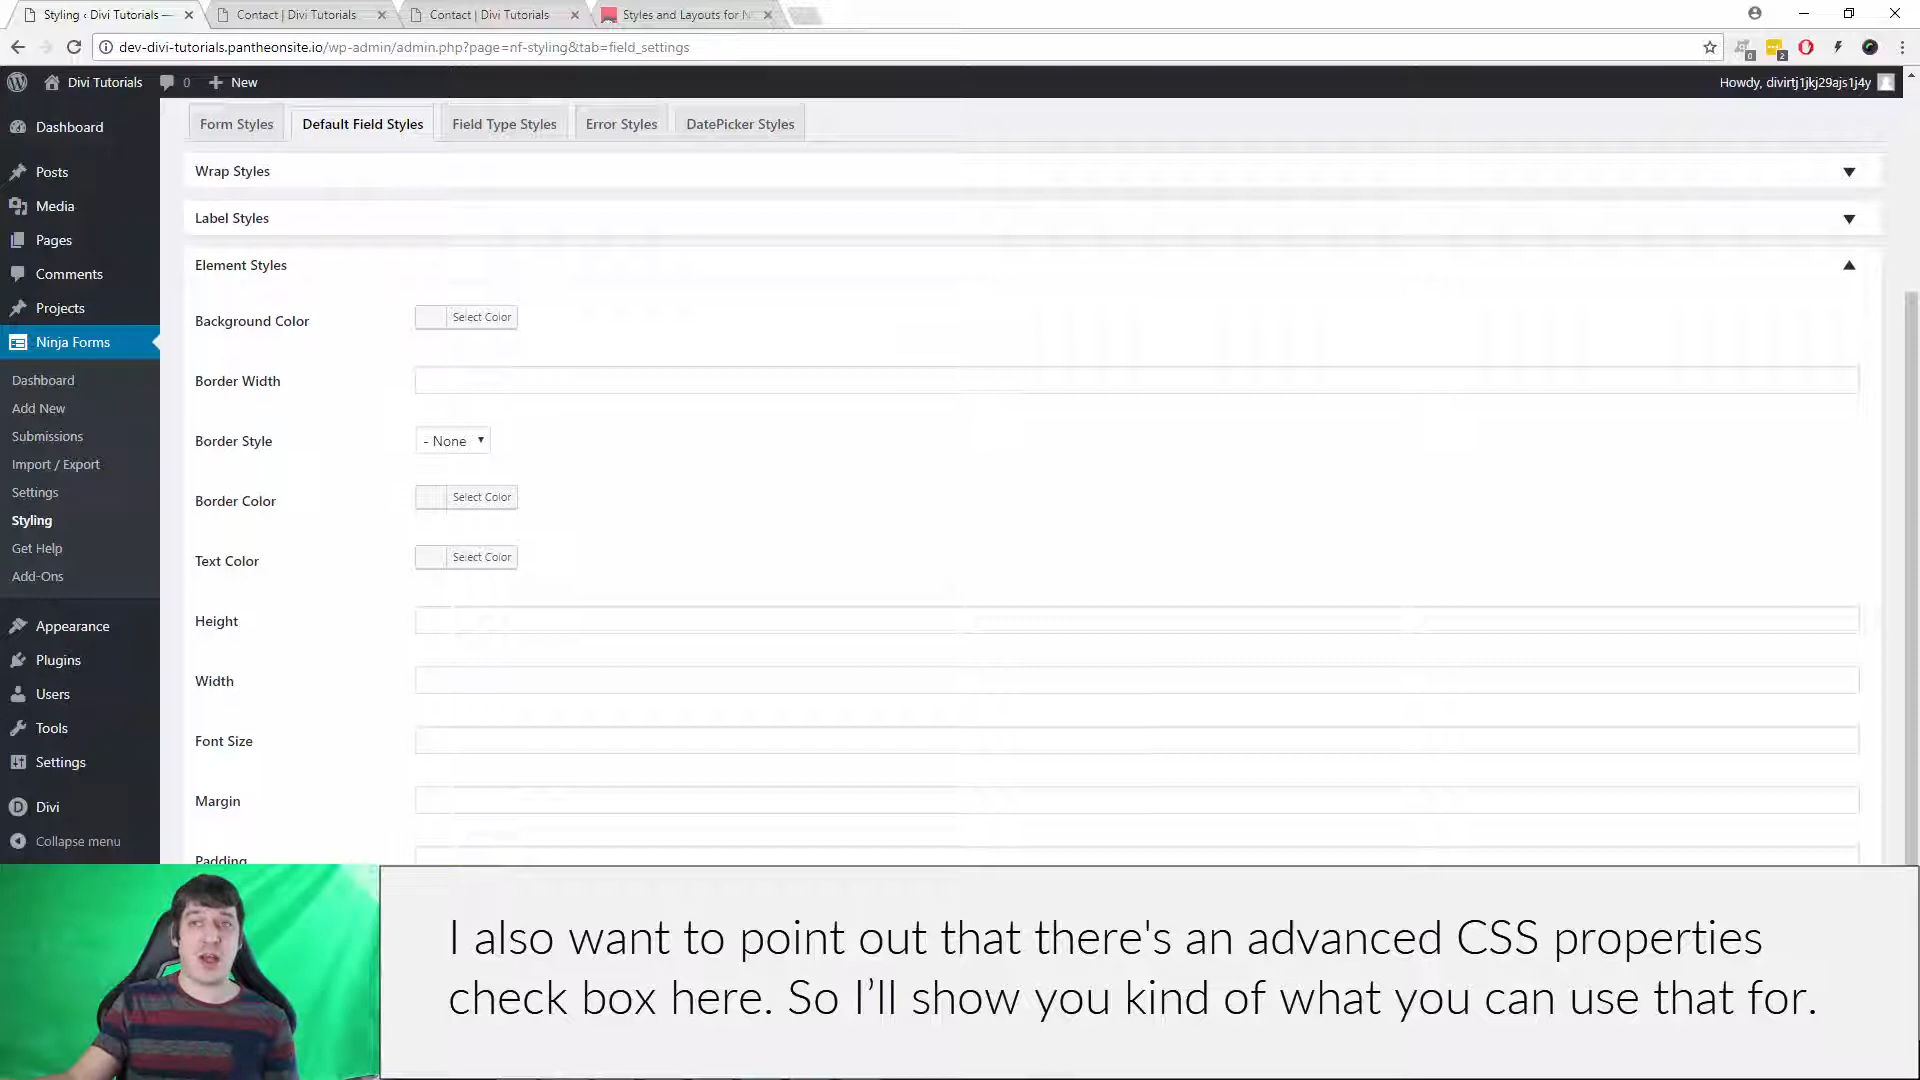 Styling ‹ Divi Tutorials —
Contact | Divi Tutorials
Contact | Divi Tutorials
Styles and Layouts for N
dev-divi-tutorials.pantheonsite.io/wp-admin/admin.php?page=nf-styling&tab=field_settings
0
2
Divi Tutorials
0
New
Howdy, divirtj1jkj29ajs1j4y
Dashboard
Posts
Media
Pages
Comments
Projects
Ninja Forms
Dashboard
Add New
Submissions
Import / Export
Settings
Styling
Get Help
Add-Ons
Appearance
Plugins
Users
Tools
Settings
Divi
Collapse menu
Form Styles
Default Field Styles
Field Type Styles
Error Styles
DatePicker Styles
Wrap Styles
Label Styles
Element Styles
Background Color
Select Color
Border Width
Border Style
- None
Border Color
Select Color
Text Color
Select Color
Height
Width
Font Size
Margin
Padding
I also want to point out that there's an advanced CSS properties
check box here. So I’ll show you kind of what you can use that for.